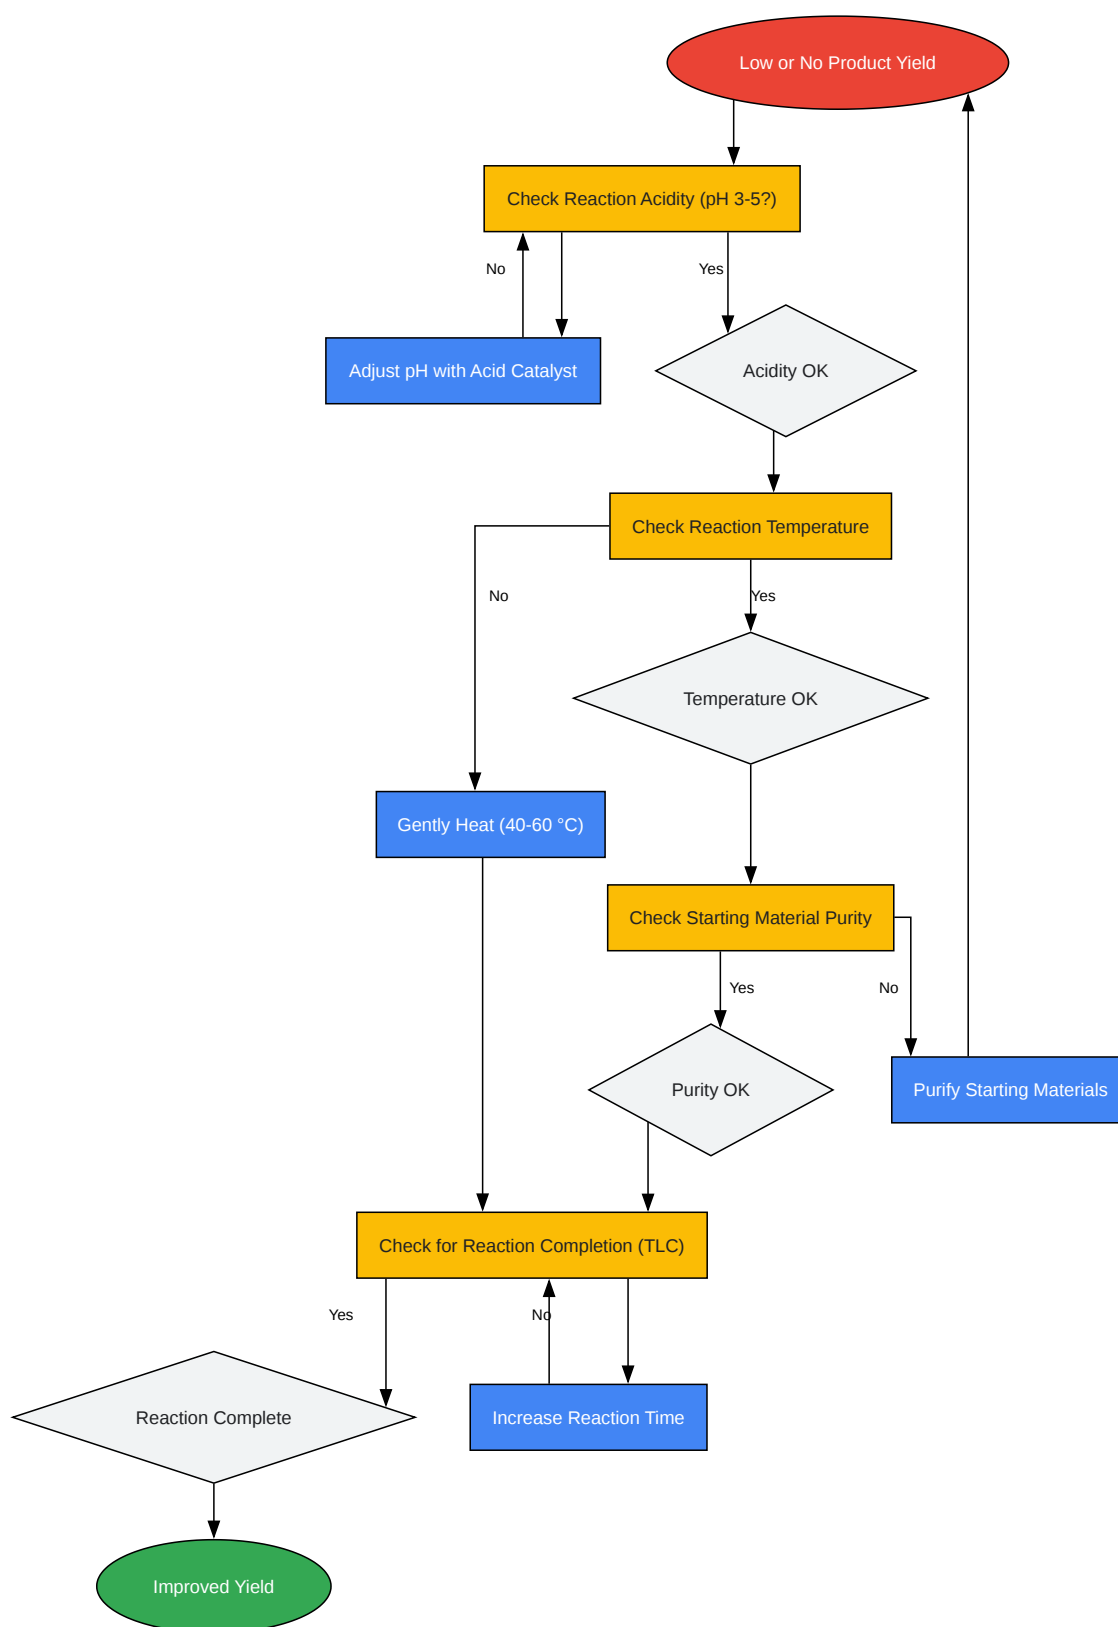 Low or No Product Yield
Check Reaction Acidity (pH 3-5?)
No
Yes
Adjust pH with Acid Catalyst
Acidity OK
Check Reaction Temperature
No
Yes
Temperature OK
Gently Heat (40-60 °C)
Check Starting Material Purity
Yes
No
Purity OK
Purify Starting Materials
Check for Reaction Completion (TLC)
Yes
No
Reaction Complete
Increase Reaction Time
Improved Yield